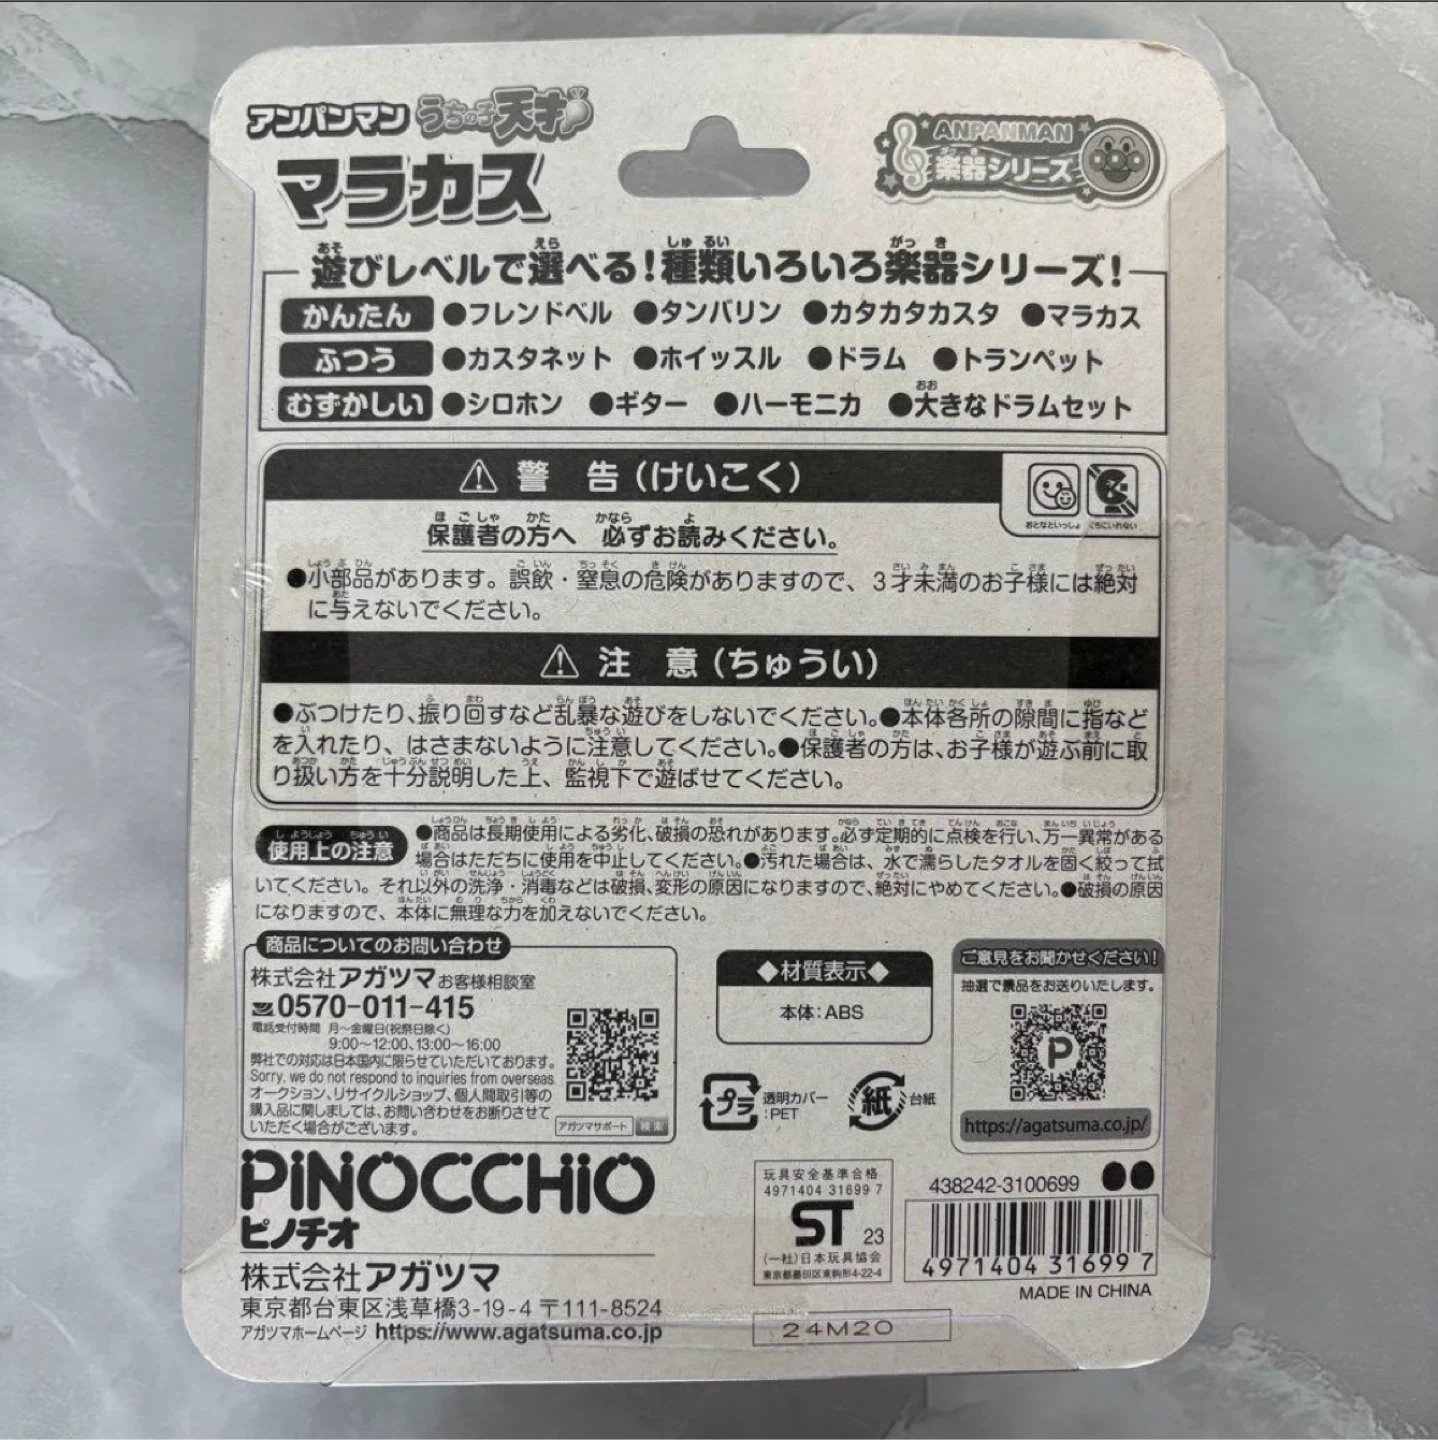 アンパンマン うちの子天才
マラカス
ANPANMAN
楽器シリーズ
遊びレベルで選べる!種類いろいろ楽器シリーズ!
かんたん ●フレンドベル ●タンバリン ●カタカタカスタ ●マラカス
ふつう ●カスタネット ●ホイッスル ●ドラム ●トランペット
むずかしい ●シロホン ●ギター ●ハーモニカ ●大きなドラムセット
⚠ 警 告(けいこく)
おとなといっしょ くちにいれない
保護者の方へ 必ずお読みください。
●小部品があります。誤飲・窒息の危険がありますので、3才未満のお子様には絶対
に与えないでください。
⚠ 注 意(ちゅうい)
●ぶつけたり、振り回すなど乱暴な遊びをしないでください。●本体各所の隙間に指など
を入れたり、はさまないように注意してください。●保護者の方は、お子様が遊ぶ前に取
り扱い方を十分説明した上、監視下で遊ばせてください。
使用上の注意 ●商品は長期使用による劣化、破損の恐れがあります。必ず定期的に点検を行い、万一異常がある
場合はただちに使用を中止してください。●汚れた場合は、水で濡らしたタオルを固く絞って拭
いてください。それ以外の洗浄・消毒などは破損、変形の原因になりますので、絶対にやめてください。●破損の原因
になりますので、本体に無理な力を加えないでください。
商品についてのお問い合わせ
株式会社アガツマお客様相談室
0570-011-415
電話受付時間 月〜金曜日(祝祭日除く)
9:00〜12:00、13:00〜16:00
弊社での対応は日本国内に限らせていただいております。
Sorry, we do not respond to inquiries from overseas.
オークション、リサイクルショップ、個人間取引等の
購入品に関しましては、お問い合わせをお断りさせて
いただく場合がございます。
アガツマサポート 検索
◆材質表示◆
本体:ABS
プラ 透明カバー
:PET
紙 台紙
ご意見をお聞かせください!
抽選で景品をお送りいたします。
P
https://agatsuma.co.jp/
PINOCCHIO
ピノチオ
株式会社アガツマ
東京都台東区浅草橋3-19-4 〒111-8524
アガツマホームページ https://www.agatsuma.co.jp
玩具安全基準合格
4971404 31699 7
ST 23
(一社)日本玩具協会
東京都墨田区東駒形4-22-4
438242-3100699
4971404 316997
MADE IN CHINA
24M20